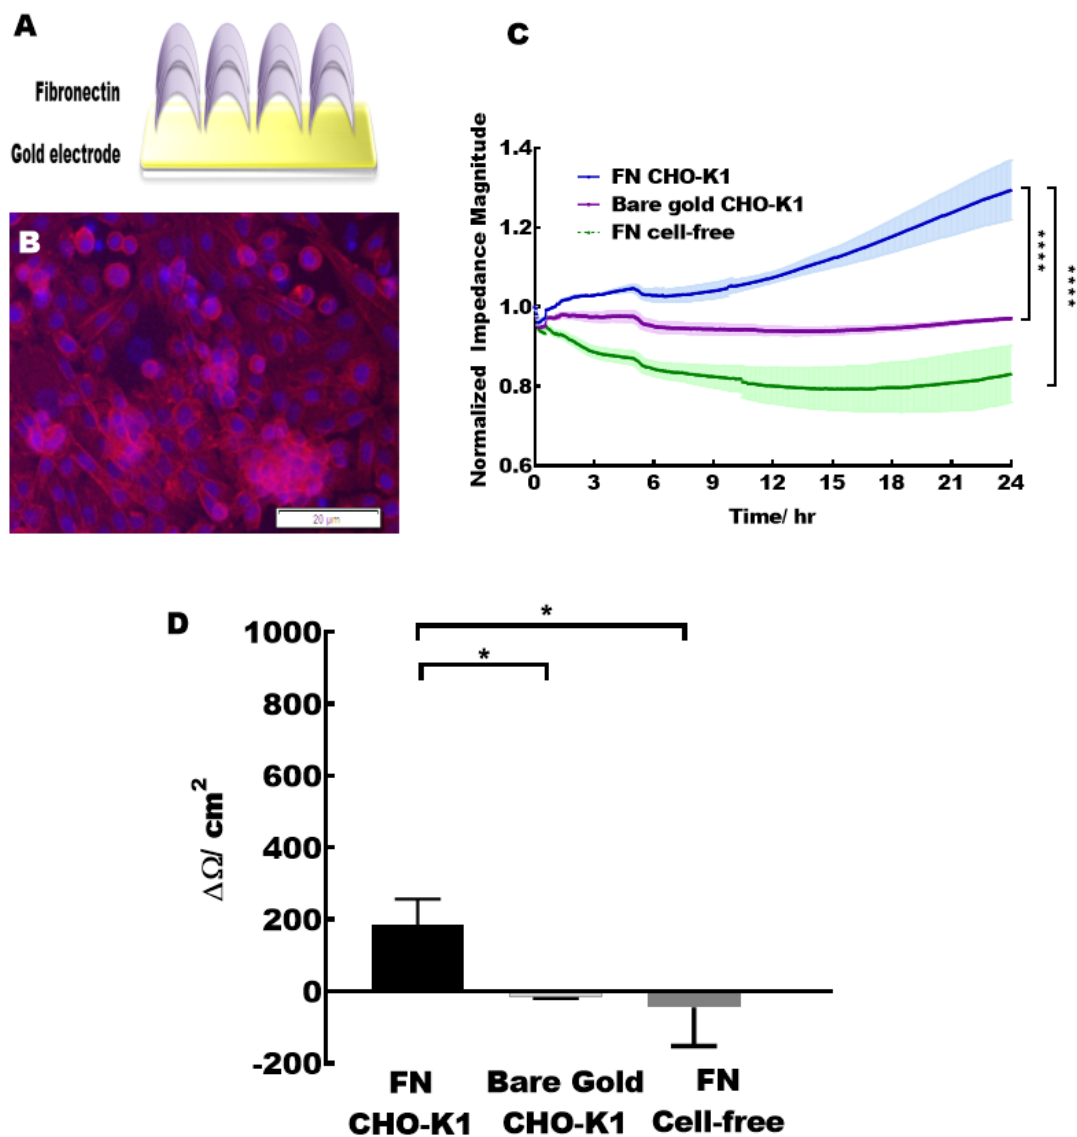 A
Fibronectin
Gold electrode
B
20 µm
C
Normalized Impedance Magnitude
1.4
1.2
1.0
0.8
0.6
FN CHO-K1
Bare gold CHO-K1
FN cell-free
****
****
0 3 6 9 12 15 18 21 24
Time/ hr
D
ΔΩ/ cm²
1000
800
600
400
200
0
-200
*
*
FN
CHO-K1
Bare Gold
CHO-K1
FN
Cell-free